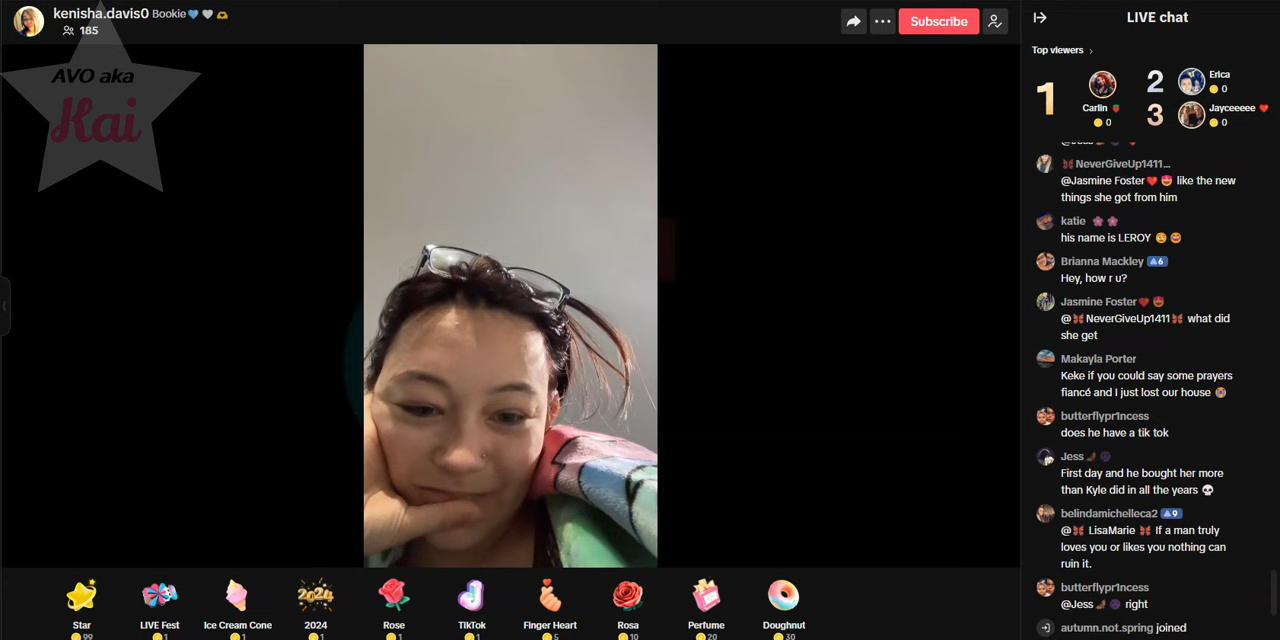 kenisha.davis0 Bookie
185
AVO aka
Kai
Subscribe
LIVE chat
Top viewers
1
Carlin
0
2
Erica
0
3
Jayceeeee
0
NeverGiveUp1411...
@Jasmine Foster like the new
things she got from him
katie
his name is LEROY
Brianna Mackley 6
Hey, how r u?
Jasmine Foster
@NeverGiveUp1411 what did
she get
Makayla Porter
Keke if you could say some prayers
fiancé and I just lost our house
butterflypr1ncess
does he have a tik tok
Jess
First day and he bought her more
than Kyle did in all the years
belindamichelleca2 9
@ LisaMarie If a man truly
loves you or likes you nothing can
ruin it.
butterflypr1ncess
@Jess right
autumn.not.spring joined
2024
Star
99
LIVE Fest
1
Ice Cream Cone
1
2024
1
Rose
1
TikTok
1
Finger Heart
5
Rosa
10
Perfume
20
Doughnut
30